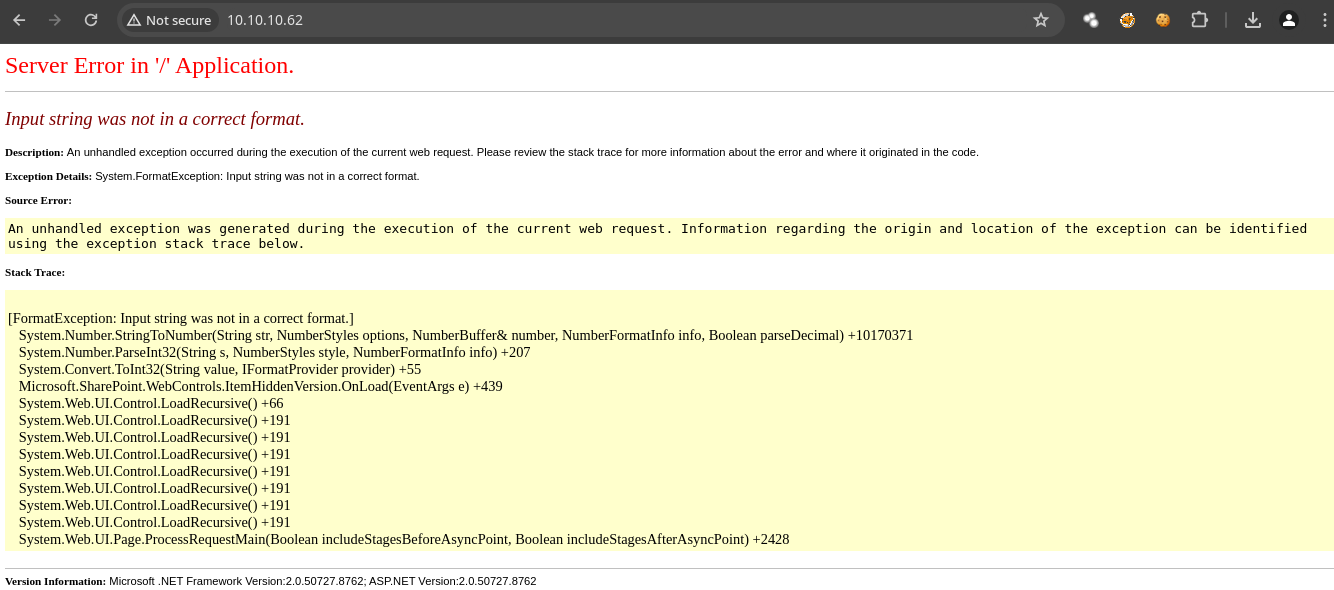 Not secure 10.10.10.62
Server Error in '/' Application.
Input string was not in a correct format.
Description: An unhandled exception occurred during the execution of the current web request. Please review the stack trace for more information about the error and where it originated in the code.
Exception Details: System.FormatException: Input string was not in a correct format.
Source Error:
An unhandled exception was generated during the execution of the current web request. Information regarding the origin and location of the exception can be identified
using the exception stack trace below.
Stack Trace:
[FormatException: Input string was not in a correct format.]
System.Number.StringToNumber(String str, NumberStyles options, NumberBuffer& number, NumberFormatInfo info, Boolean parseDecimal) +10170371
System.Number.ParseInt32(String s, NumberStyles style, NumberFormatInfo info) +207
System.Convert.ToInt32(String value, IFormatProvider provider) +55
Microsoft.SharePoint.WebControls.ItemHiddenVersion.OnLoad(EventArgs e) +439
System.Web.UI.Control.LoadRecursive() +66
System.Web.UI.Control.LoadRecursive() +191
System.Web.UI.Control.LoadRecursive() +191
System.Web.UI.Control.LoadRecursive() +191
System.Web.UI.Control.LoadRecursive() +191
System.Web.UI.Control.LoadRecursive() +191
System.Web.UI.Control.LoadRecursive() +191
System.Web.UI.Control.LoadRecursive() +191
System.Web.UI.Page.ProcessRequestMain(Boolean includeStagesBeforeAsyncPoint, Boolean includeStagesAfterAsyncPoint) +2428
Version Information: Microsoft .NET Framework Version:2.0.50727.8762; ASP.NET Version:2.0.50727.8762